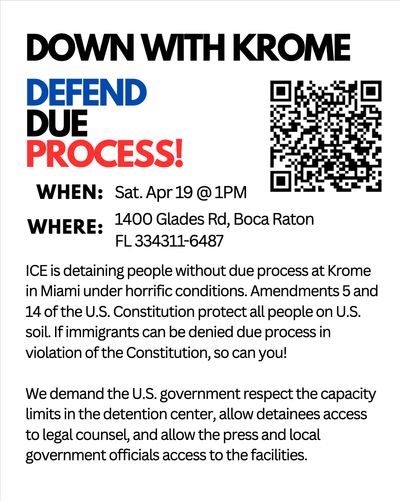 DOWN WITH KROME
DEFEND
DUE
PROCESS!
WHEN: Sat. Apr 19 @ 1PM
WHERE: 1400 Glades Rd, Boca Raton
FL 334311-6487
ICE is detaining people without due process at Krome
in Miami under horrific conditions. Amendments 5 and
14 of the U.S. Constitution protect all people on U.S.
soil. If immigrants can be denied due process in
violation of the Constitution, so can you!
We demand the U.S. government respect the capacity
limits in the detention center, allow detainees access
to legal counsel, and allow the press and local
government officials access to the facilities.